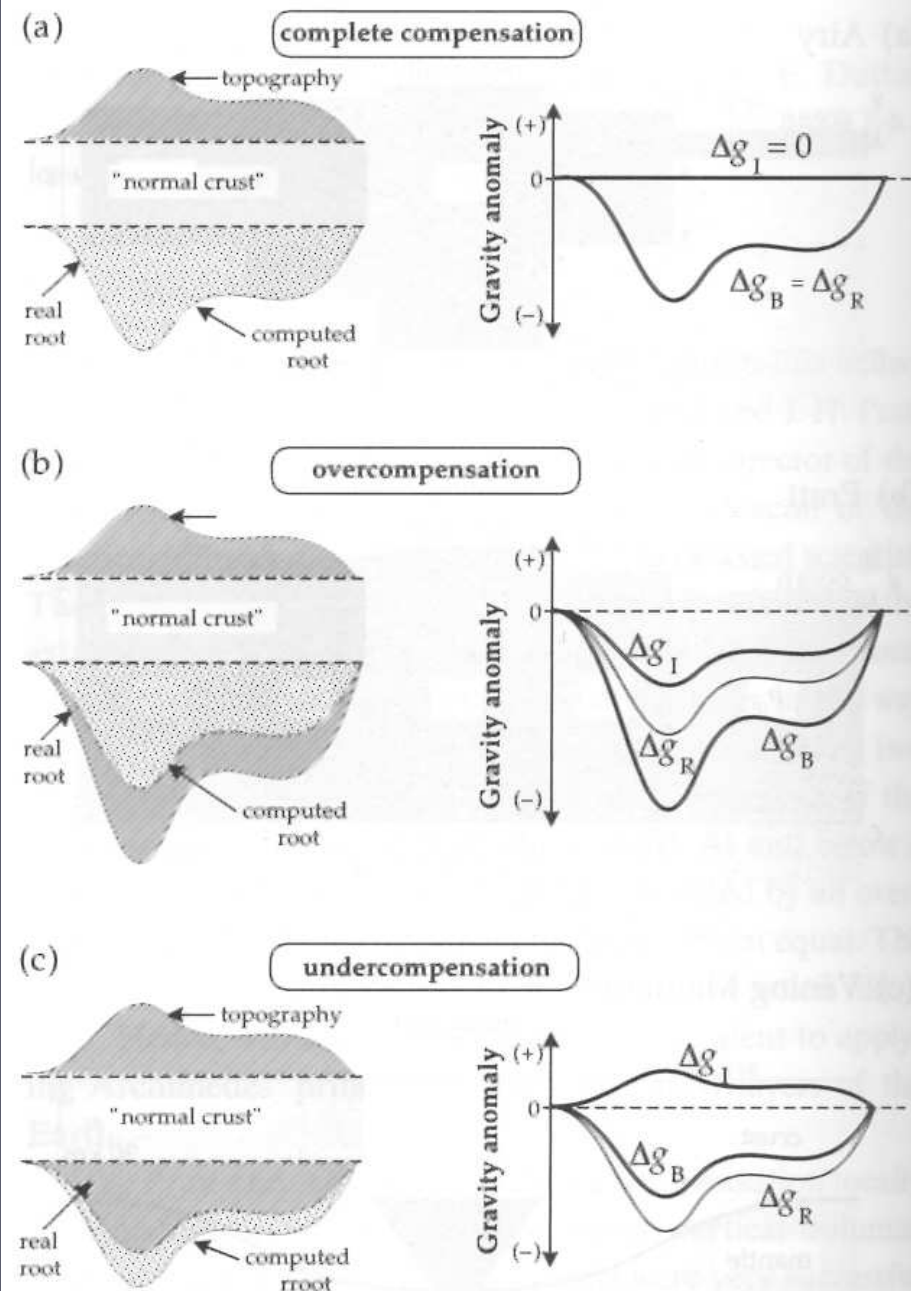 (a)
complete compensation
topography
"normal crust"
real
root
computed
root
Gravity anomaly
(+)
0
(−)
Δg_I = 0
Δg_B = Δg_R
(b)
overcompensation
"normal crust"
real
root
computed
root
Gravity anomaly
(+)
0
(−)
Δg_I
Δg_R
Δg_B
(c)
undercompensation
topography
"normal crust"
real
root
computed
rroot
Gravity anomaly
(+)
0
(−)
Δg_I
Δg_B
Δg_R